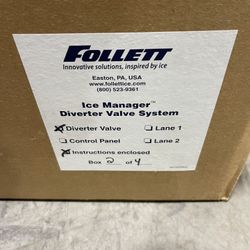 FOLLETT
Innovative solutions, inspired by ice
Easton, PA, USA
www.follettice.com
(800) 523-9361
Ice Manager™
Diverter Valve System
Diverter Valve Lane 1
Control Panel Lane 2
Instructions enclosed
Box 2 of 4